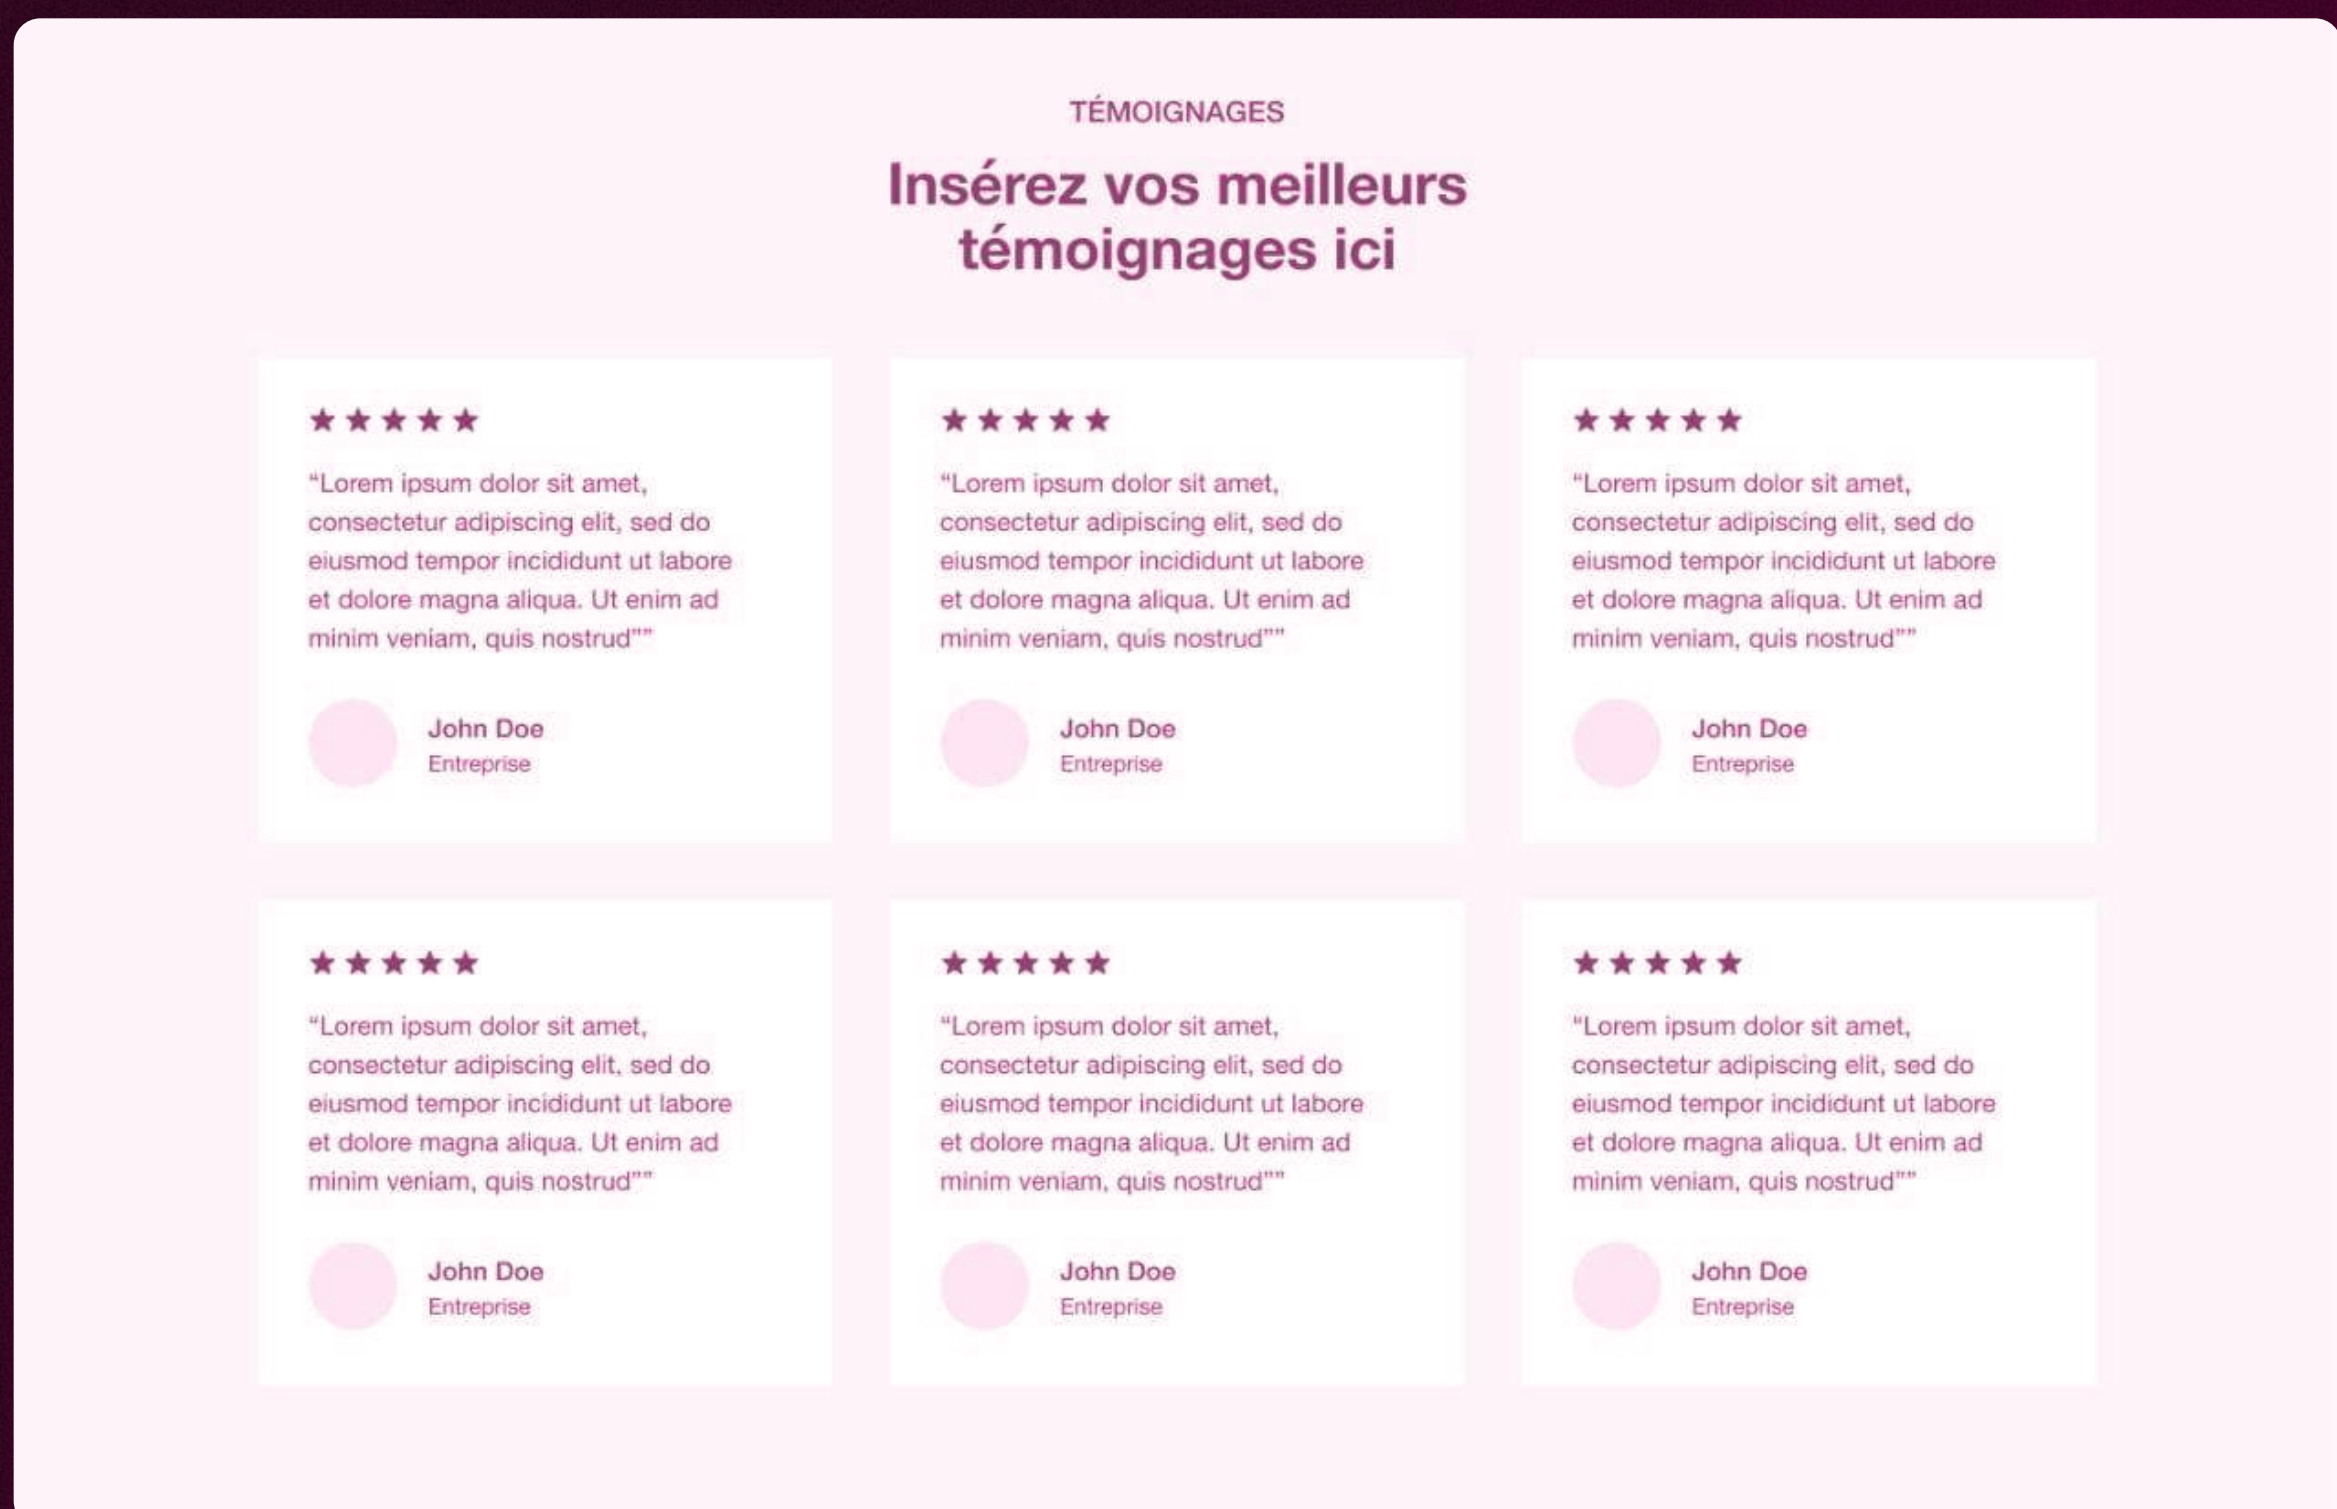 TÉMOIGNAGES
Insérez vos meilleurs
témoignages ici
“Lorem ipsum dolor sit amet,
consectetur adipiscing elit, sed do
eiusmod tempor incididunt ut labore
et dolore magna aliqua. Ut enim ad
minim veniam, quis nostrud””
John Doe
Entreprise
“Lorem ipsum dolor sit amet,
consectetur adipiscing elit, sed do
eiusmod tempor incididunt ut labore
et dolore magna aliqua. Ut enim ad
minim veniam, quis nostrud””
John Doe
Entreprise
“Lorem ipsum dolor sit amet,
consectetur adipiscing elit, sed do
eiusmod tempor incididunt ut labore
et dolore magna aliqua. Ut enim ad
minim veniam, quis nostrud””
John Doe
Entreprise
“Lorem ipsum dolor sit amet,
consectetur adipiscing elit, sed do
eiusmod tempor incididunt ut labore
et dolore magna aliqua. Ut enim ad
minim veniam, quis nostrud””
John Doe
Entreprise
“Lorem ipsum dolor sit amet,
consectetur adipiscing elit, sed do
eiusmod tempor incididunt ut labore
et dolore magna aliqua. Ut enim ad
minim veniam, quis nostrud””
John Doe
Entreprise
“Lorem ipsum dolor sit amet,
consectetur adipiscing elit, sed do
eiusmod tempor incididunt ut labore
et dolore magna aliqua. Ut enim ad
minim veniam, quis nostrud””
John Doe
Entreprise